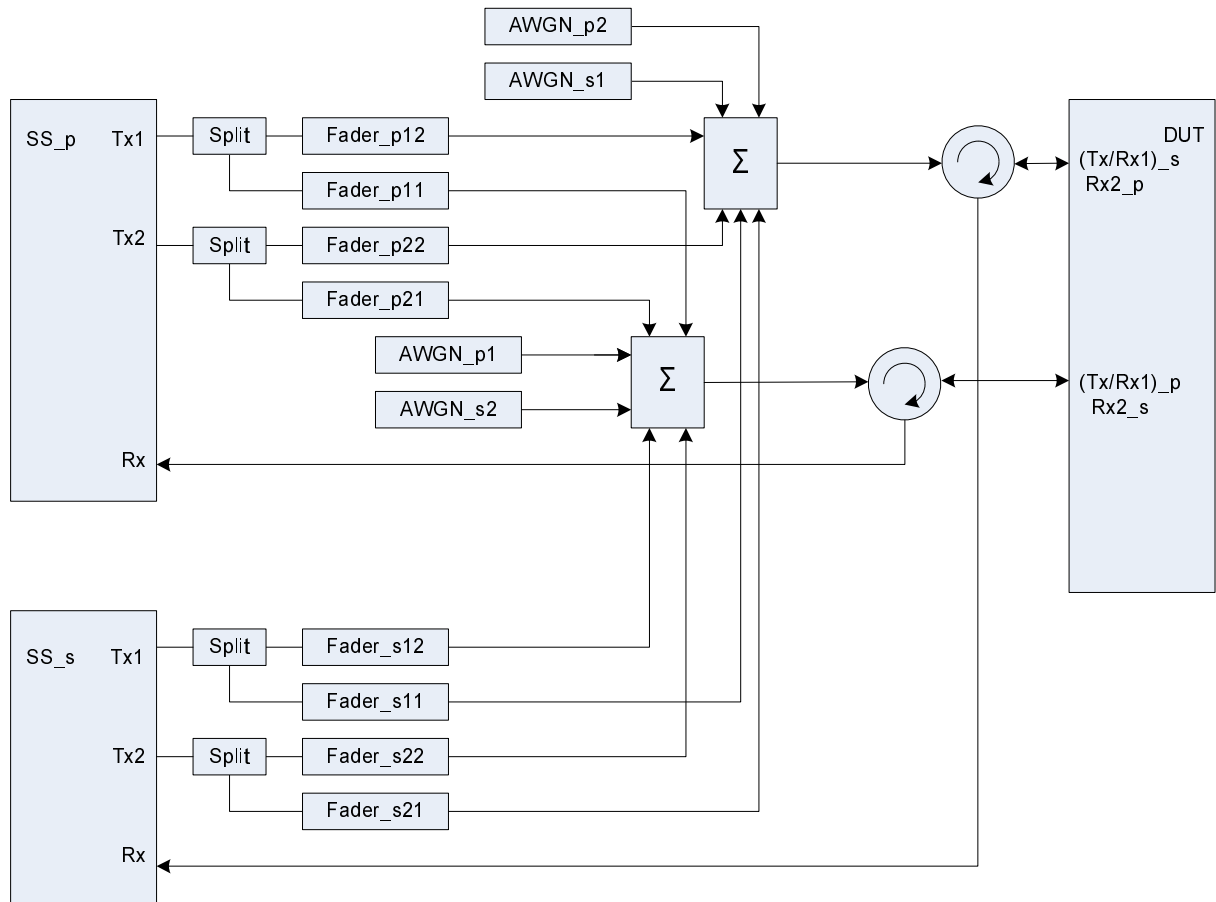 AWGN_p2
AWGN_s1
SS_p
Tx1
Split
Fader_p12
Σ
DUT
(Tx/Rx1)_s
Rx2_p
Fader_p11
Tx2
Split
Fader_p22
Fader_p21
AWGN_p1
Σ
AWGN_s2
(Tx/Rx1)_p
Rx2_s
Rx
SS_s
Tx1
Split
Fader_s12
Fader_s11
Tx2
Split
Fader_s22
Fader_s21
Rx